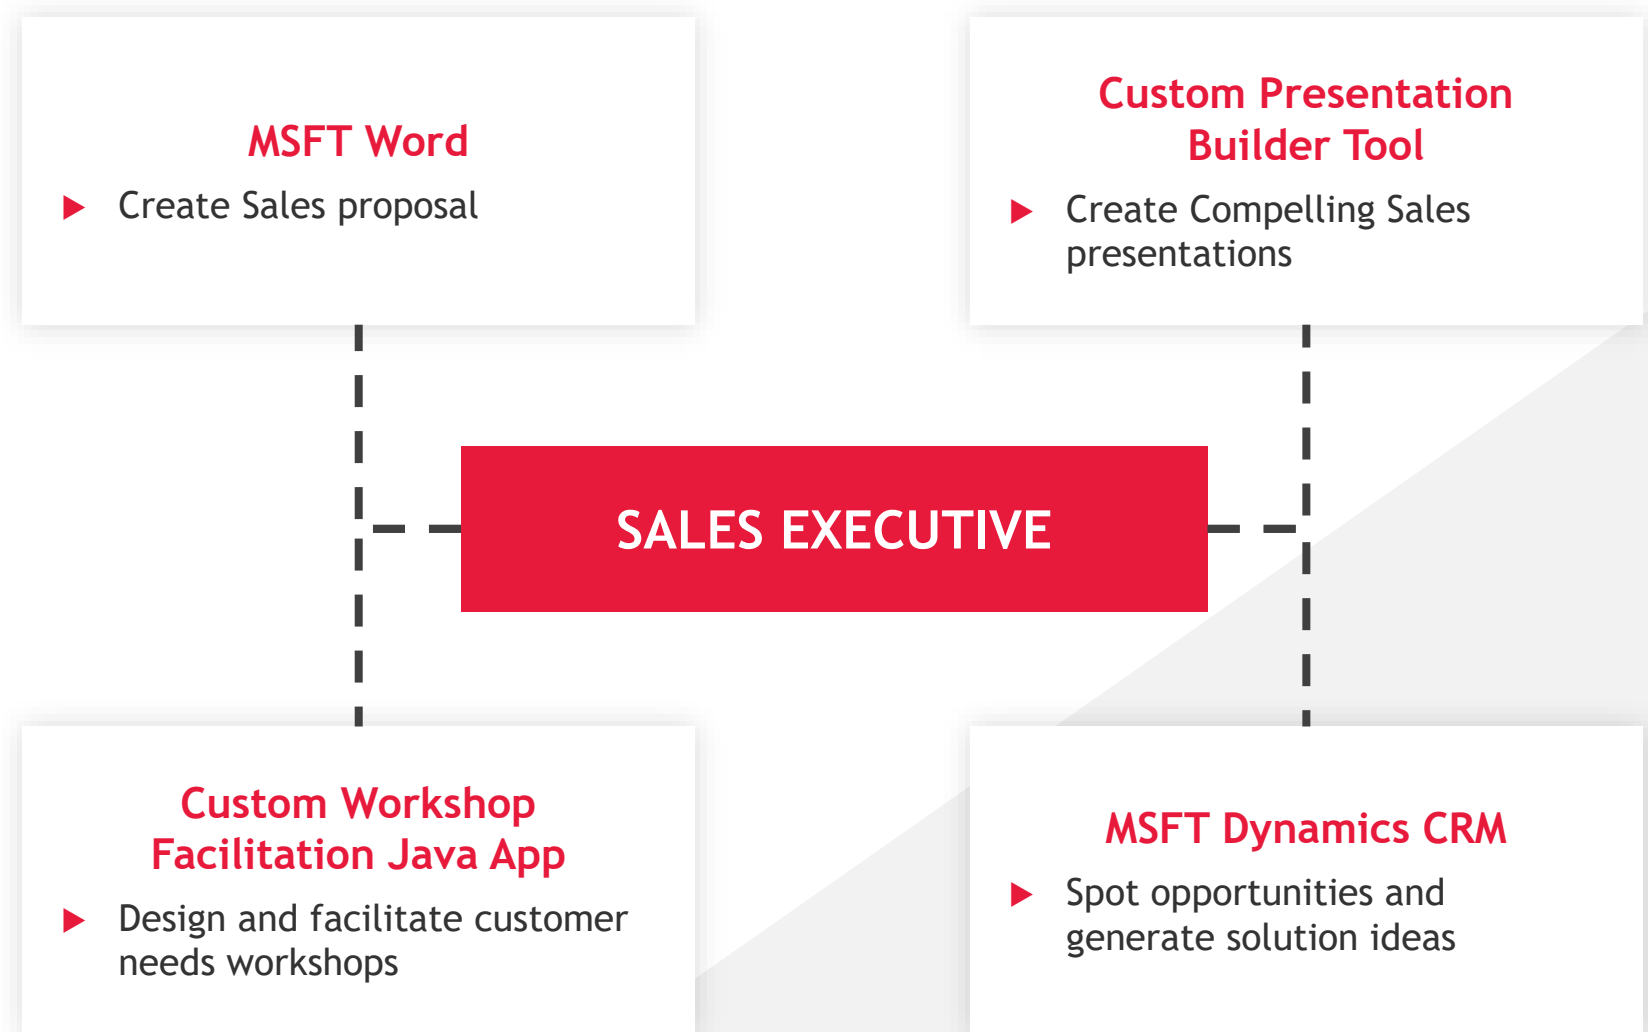 MSFT Word
Create Sales proposal
Custom Presentation
Builder Tool
Create Compelling Sales
presentations
SALES EXECUTIVE
Custom Workshop
Facilitation Java App
Design and facilitate customer
needs workshops
MSFT Dynamics CRM
Spot opportunities and
generate solution ideas